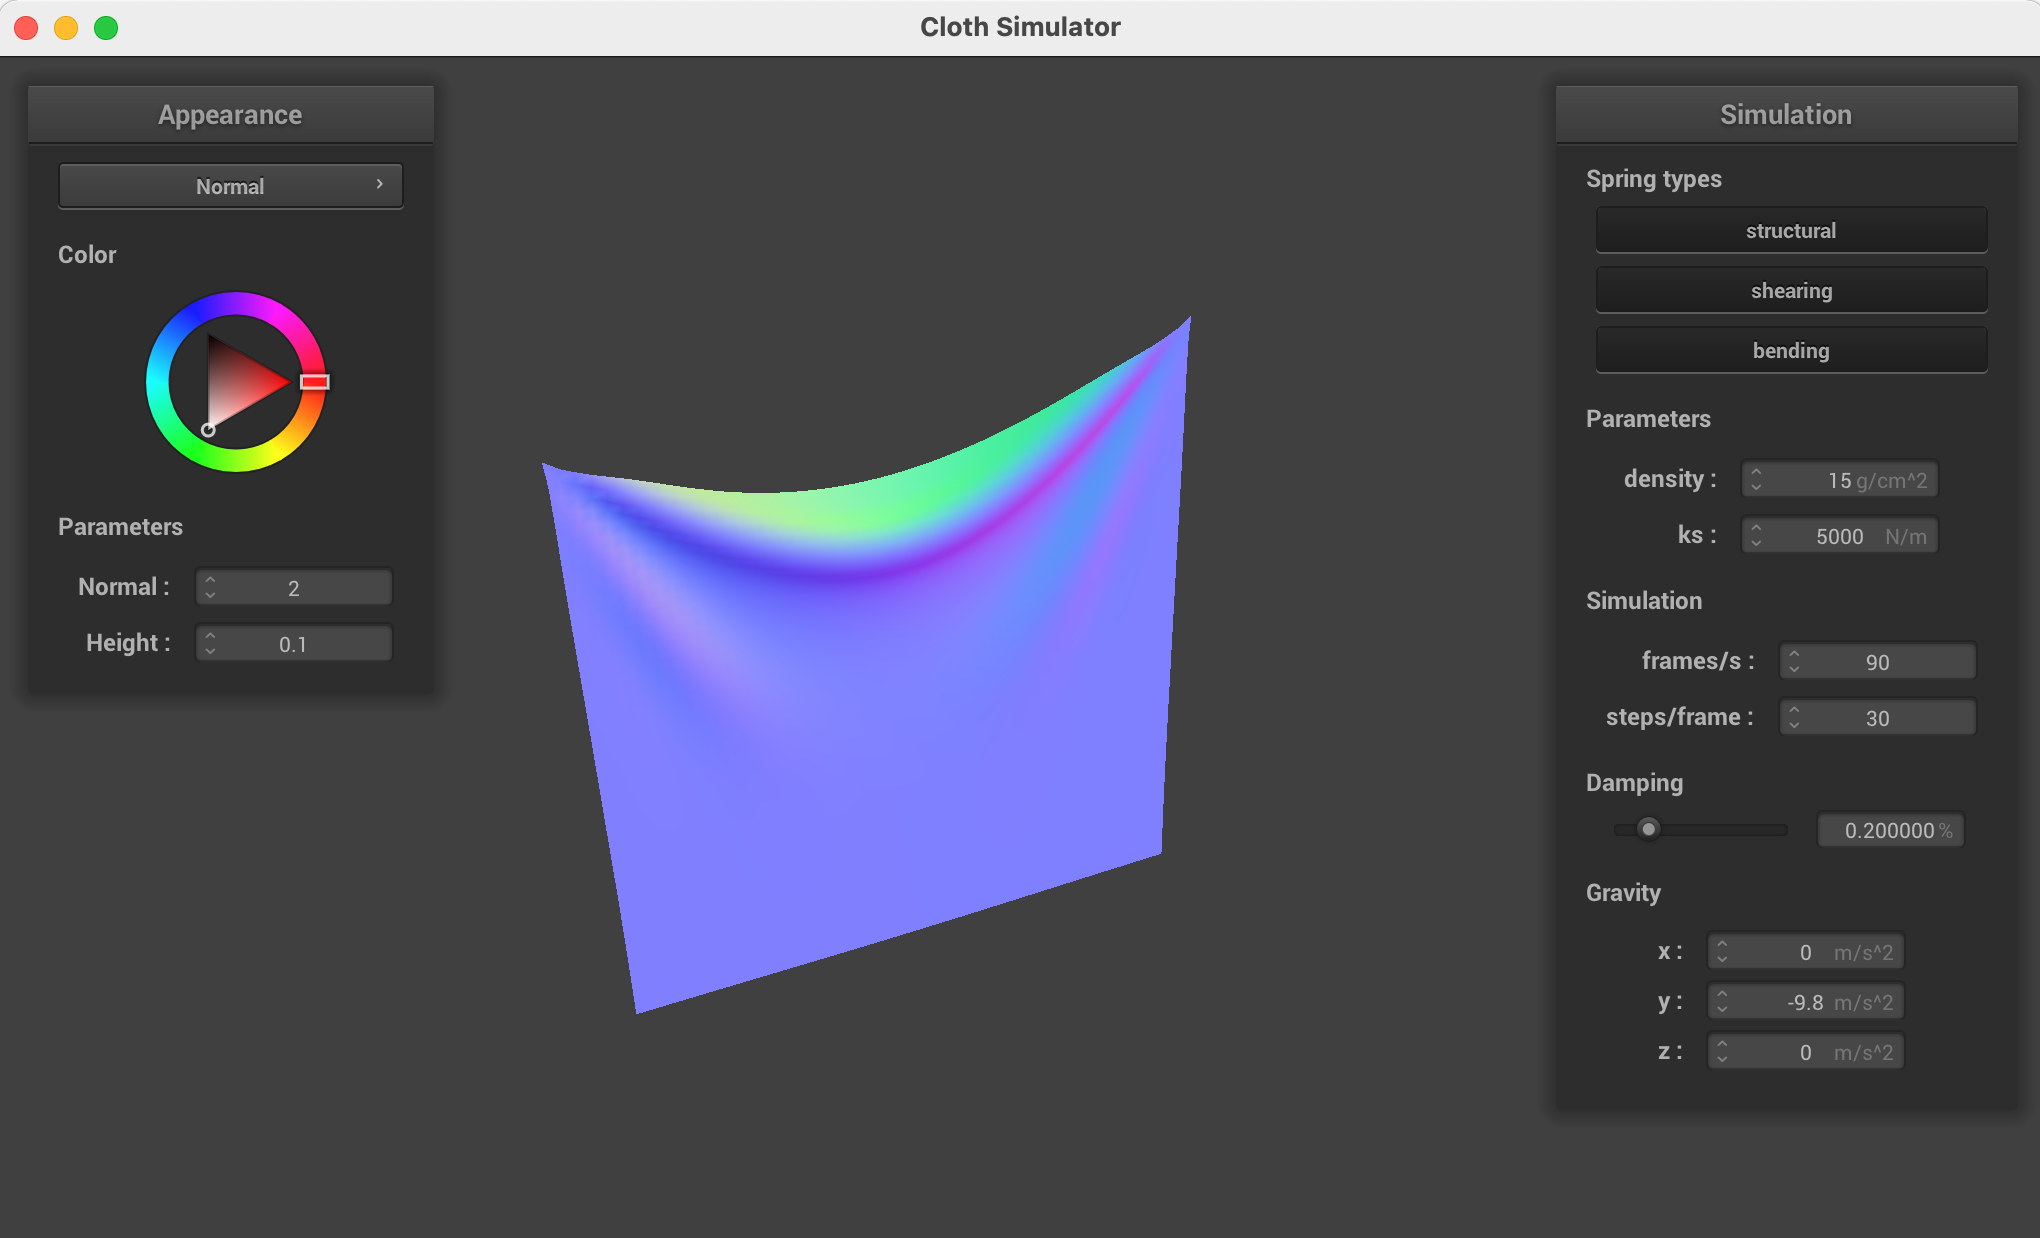 Cloth Simulator
Appearance
Normal
Color
Parameters
Normal : 2
Height : 0.1
Simulation
Spring types
structural
shearing
bending
Parameters
density : 15 g/cm^2
ks : 5000 N/m
Simulation
frames/s : 90
steps/frame : 30
Damping
0.200000 %
Gravity
x : 0 m/s^2
y : -9.8 m/s^2
z : 0 m/s^2